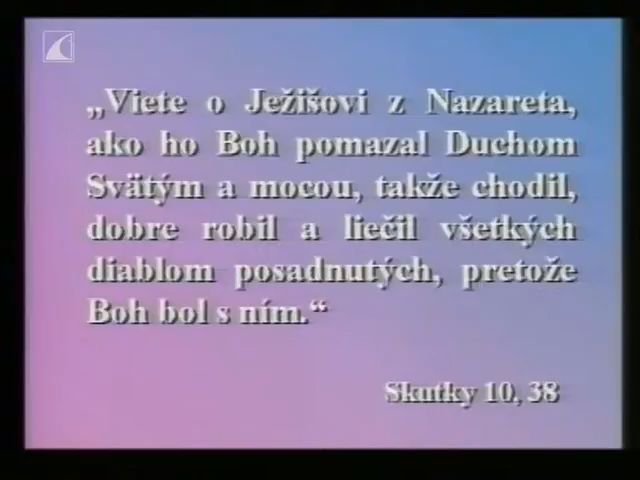 „Viete o Ježišovi z Nazareta,
ako ho Boh pomazal Duchom
Svätým a mocou, takže chodil,
dobre robil a liečil všetkých
diablom posadnutých, pretože
Boh bol s ním.“
Skutky 10, 38